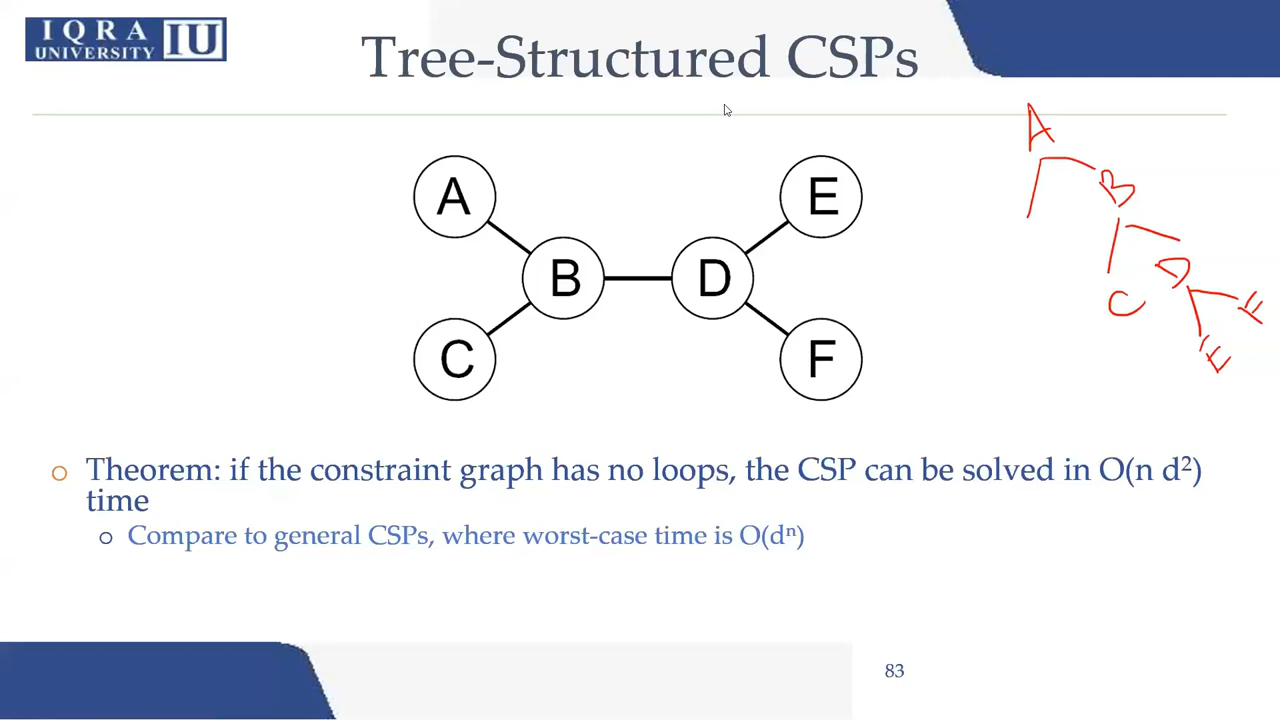 IQRA
UNIVERSITY IU
Tree-Structured CSPs
A
B
C
D
E
F
A
B
C
D
E
F
Theorem: if the constraint graph has no loops, the CSP can be solved in O(n d²)
time
Compare to general CSPs, where worst-case time is O(dⁿ)
83